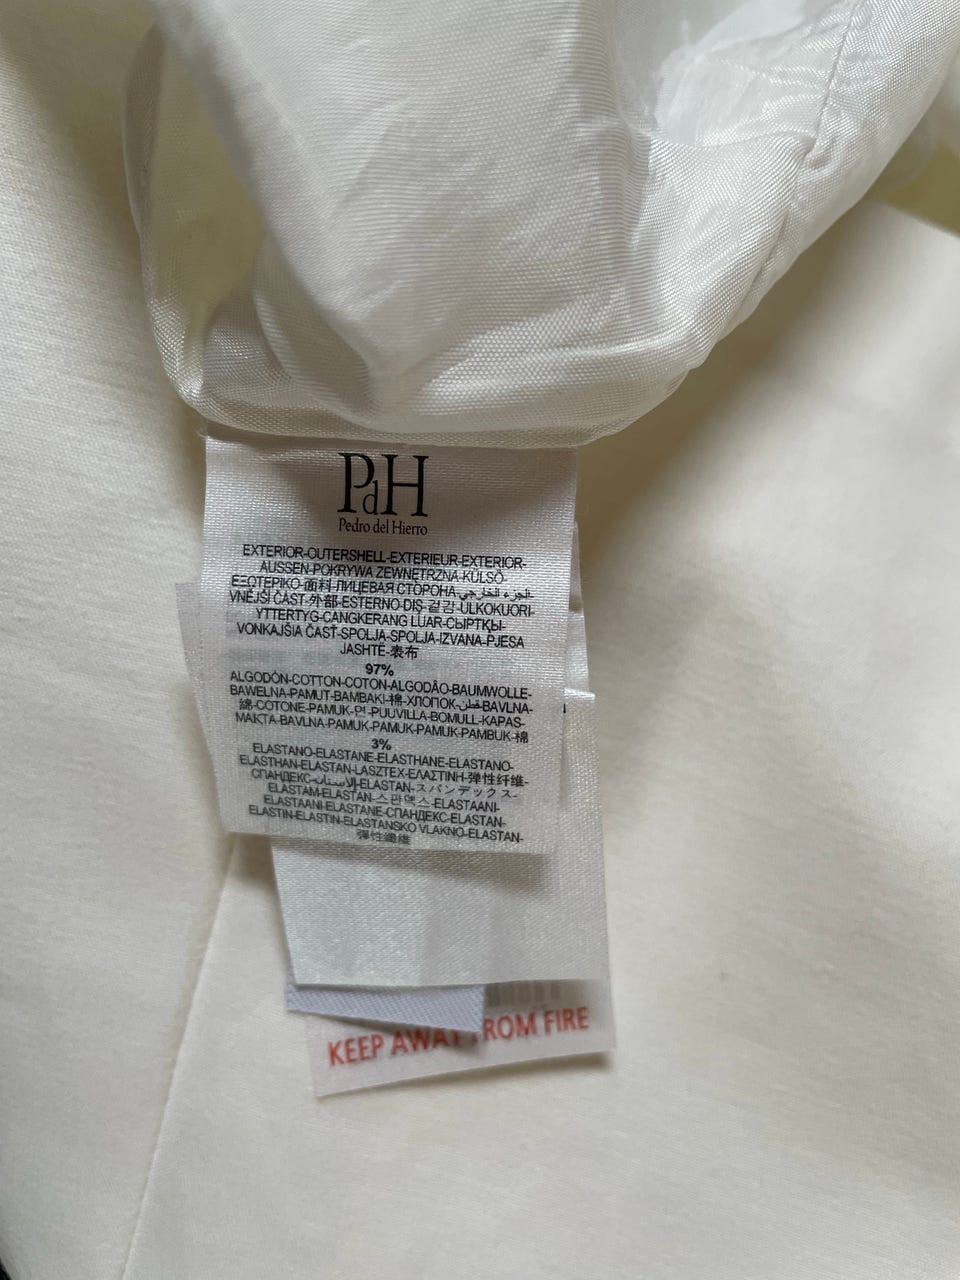 PdH
Pedro del Hierro
EXTERIOR-OUTERSHELL-EXTERIEUR-EXTERIOR-
AUSSEN-POKRYWA ZEWNĘTRZNA-KÜLSŐ-
ΕΞΩΤΕΡΙΚΟ-面料-ЛИЦЕВАЯ СТОРОНА-الجزء الخارجي-
VNĚJŠÍ ČÁST-外部-ESTERNO-DIŞ-겉감-ULKOKUORI-
YTTERTYG-CANGKERANG LUAR-СЫРТҚЫ-
VONKAJŠIA ČASŤ-SPOLJA-SPOLJA-IZVANA-PJESA
JASHTË-表布
97%
ALGODÓN-COTTON-COTON-ALGODÃO-BAUMWOLLE-
BAWEŁNA-PAMUT-ΒΑΜΒΑΚΙ-棉-ХЛОПОК-قطن-BAVLNA-
綿-COTONE-PAMUK-면-PUUVILLA-BOMULL-KAPAS-
МАКТА-BAVLNA-PAMUK-PAMUK-PAMUK-PAMBUK-棉
3%
ELASTANO-ELASTANE-ELASTHANE-ELASTANO-
ELASTHAN-ELASTAN-LASZTEX-ΕΛΑΣΤΙΝΗ-弹性纤维-
СПАНДЕКС-الاستان-ELASTAN-スパンデックス-
ELASTAM-ELASTAN-스판덱스-ELASTAANI-
ELASTAANI-ELASTANE-СПАНДЕКС-ELASTAN-
ELASTIN-ELASTIN-ELASTANSKO VLAKNO-ELASTAN-
彈性纖維
KEEP AWAY FROM FIRE